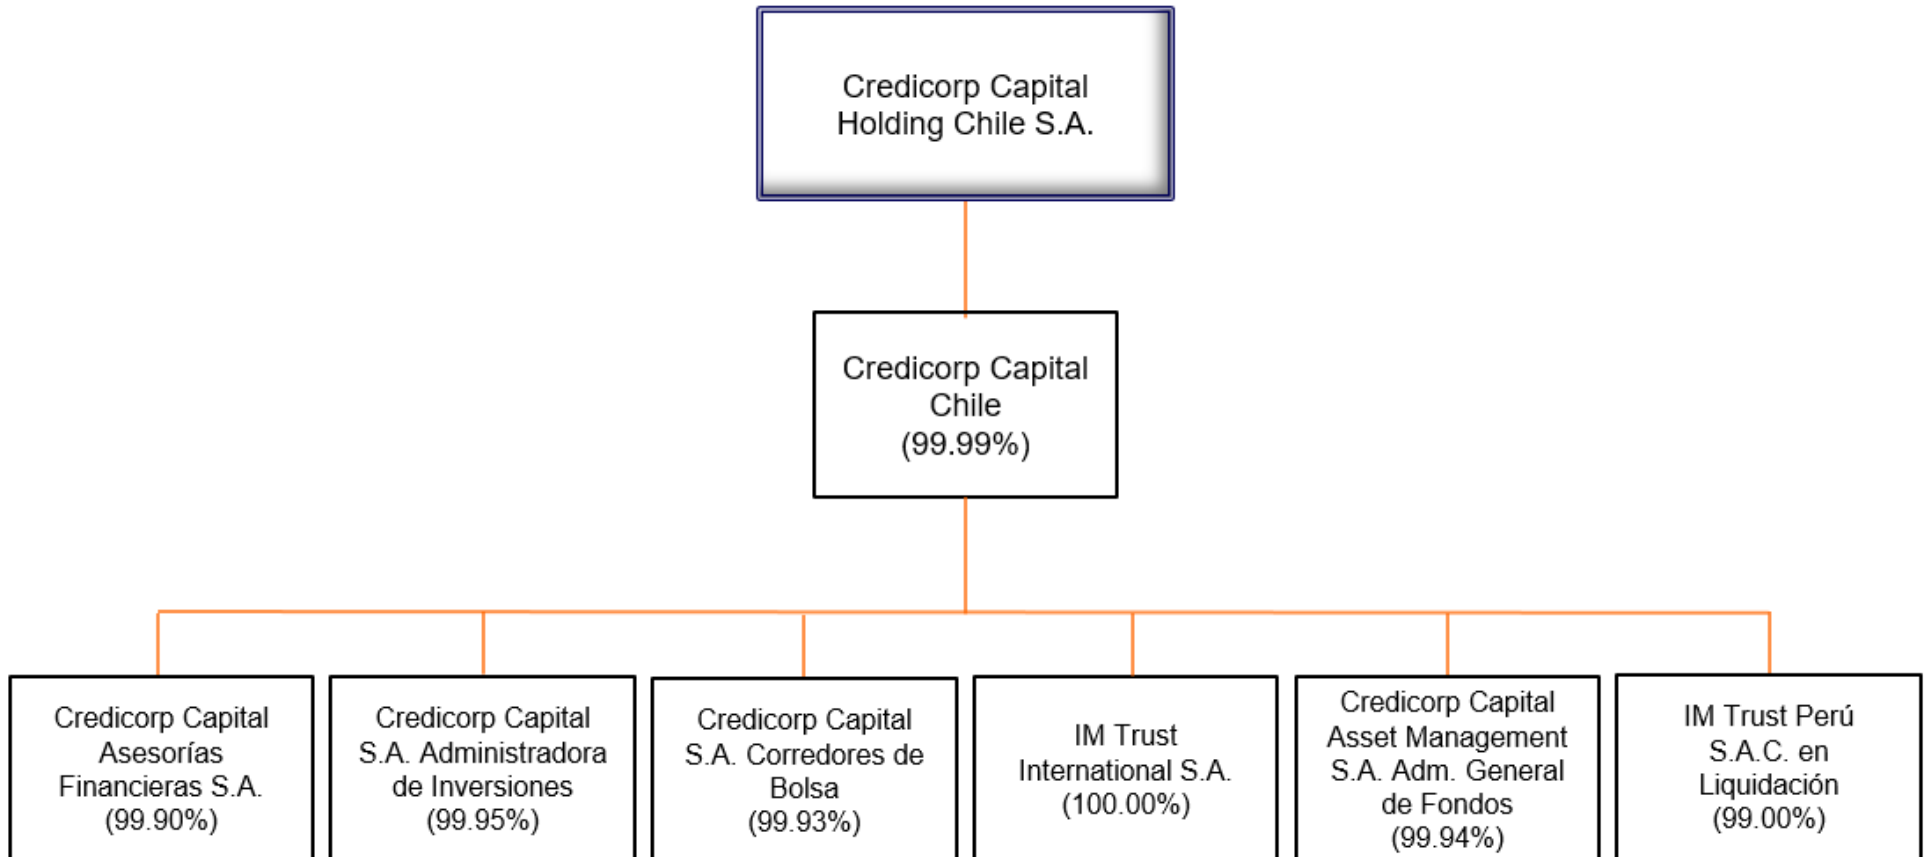 Credicorp Capital
Holding Chile S.A.
Credicorp Capital
Chile
(99.99%)
Credicorp Capital
Asesorías
Financieras S.A.
(99.90%)
Credicorp Capital
S.A. Administradora
de Inversiones
(99.95%)
Credicorp Capital
S.A. Corredores de
Bolsa
(99.93%)
IM Trust
International S.A.
(100.00%)
Credicorp Capital
Asset Management
S.A. Adm. General
de Fondos
(99.94%)
IM Trust Perú
S.A.C. en
Liquidación
(99.00%)